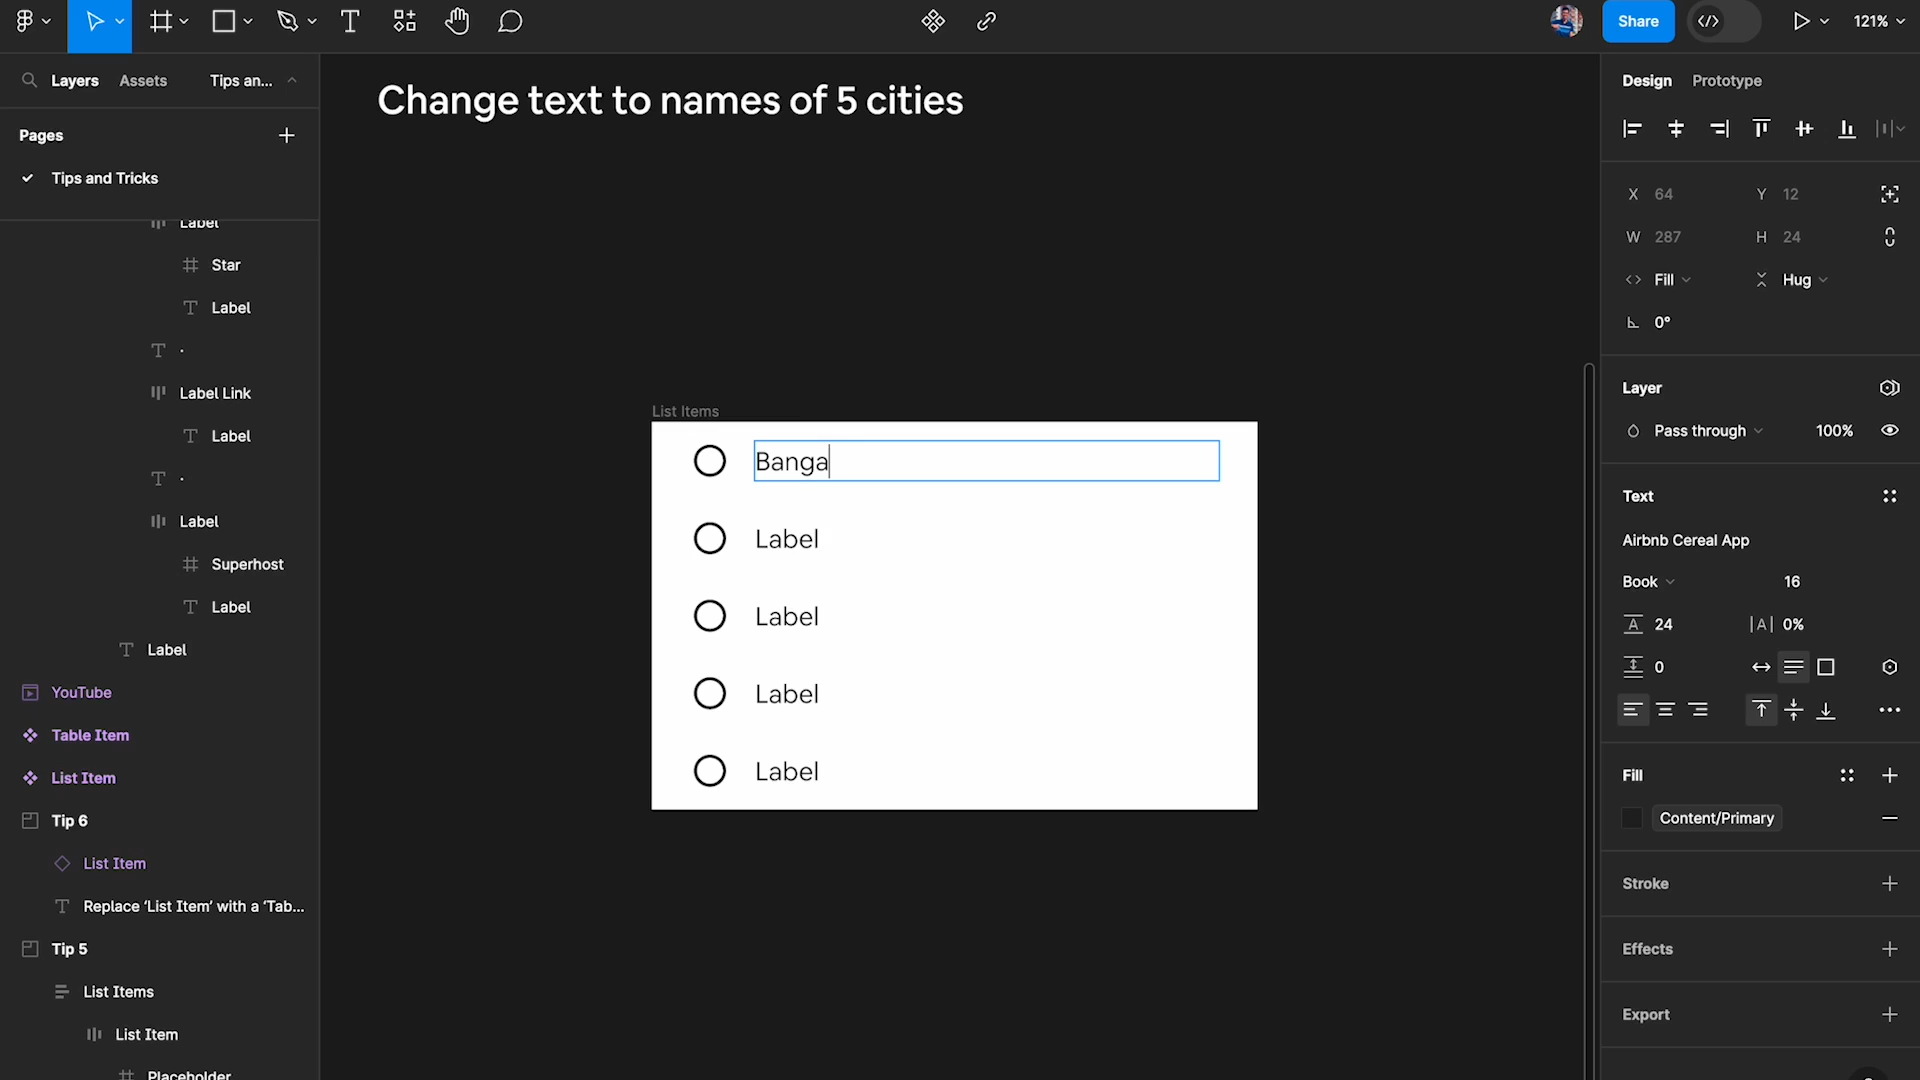 Share
121%
Layers
Assets
Tips an...
Pages
Tips and Tricks
Label
Star
Label
.
Label Link
Label
.
Label
Superhost
Label
Label
YouTube
Table Item
List Item
Tip 6
List Item
Replace ‘List Item’ with a ‘Tab...
Tip 5
List Items
List Item
Placeholder
Change text to names of 5 cities
List Items
Banga
Label
Label
Label
Label
Design
Prototype
X 64
Y 12
W 287
H 24
Fill
Hug
0°
Layer
Pass through
100%
Text
Airbnb Cereal App
Book
16
A 24
|A| 0%
0
Fill
Content/Primary
Stroke
Effects
Export